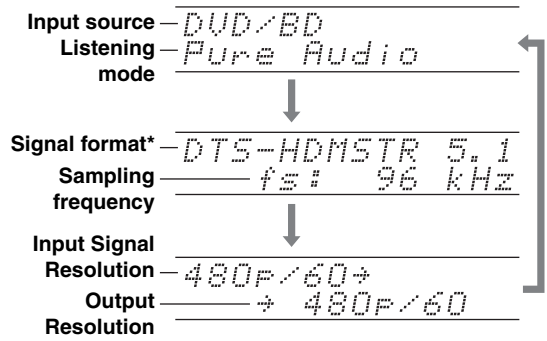 Input source
DVD/BD
Listening
mode
Pure Audio
Signal format*
DTS-HDMSTR 5.1
Sampling
frequency
fs: 96 kHz
Input Signal
Resolution
480p/60→
Output
Resolution
→ 480p/60